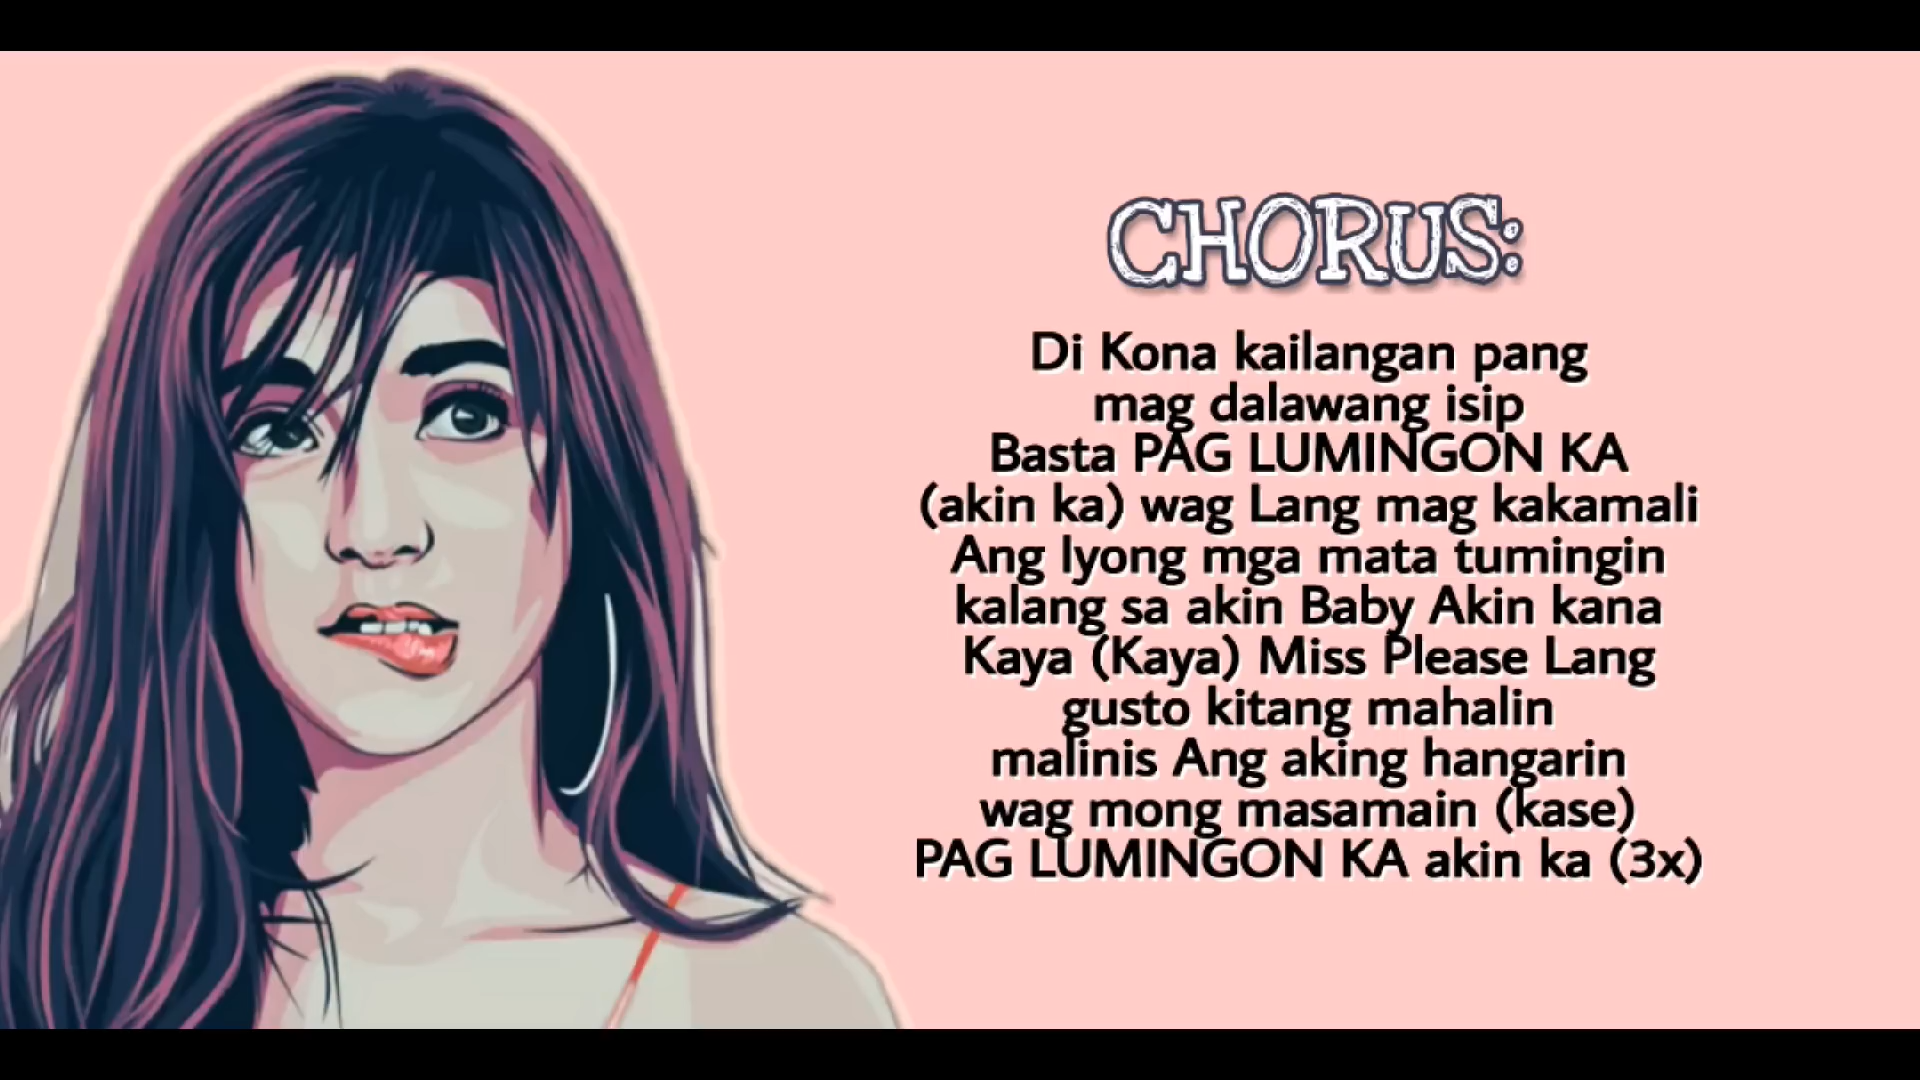 CHORUS:
Di Kona kailangan pang
mag dalawang isip
Basta PAG LUMINGON KA
(akin ka) wag Lang mag kakamali
Ang Iyong mga mata tumingin
kalang sa akin Baby Akin kana
Kaya (Kaya) Miss Please Lang
gusto kitang mahalin
malinis Ang aking hangarin
wag mong masamain (kase)
PAG LUMINGON KA akin ka (3x)